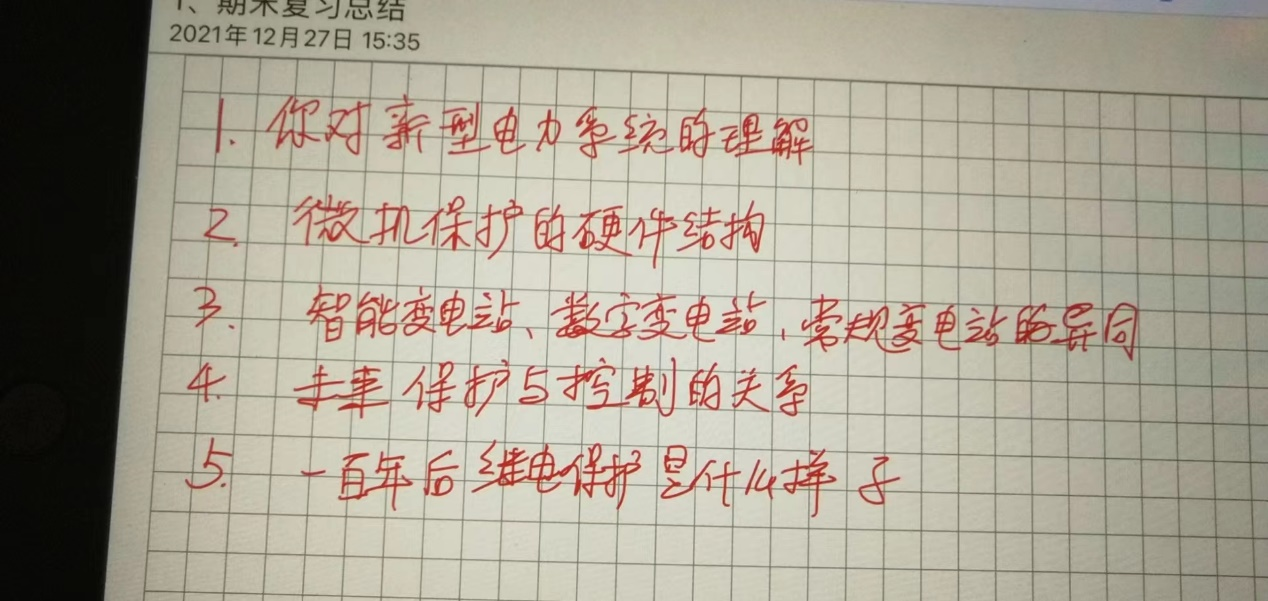 1、期末复习总结
2021年12月27日 15:35
1. 你对新型电力系统的理解
2. 微机保护的硬件结构
3. 智能变电站、数字变电站、常规变电站的异同
4. 保护与控制的关系
5. 一百年后继电保护是什么样子